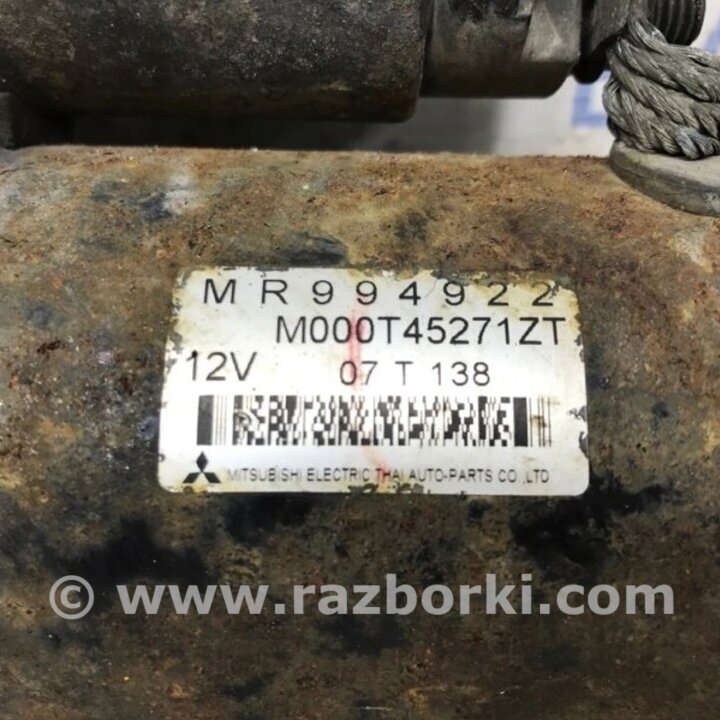 MR994922
M000T45271ZT
12V 07 T 138
MITSUBISHI ELECTRIC THAI AUTO-PARTS CO.,LTD
© www.razborki.com